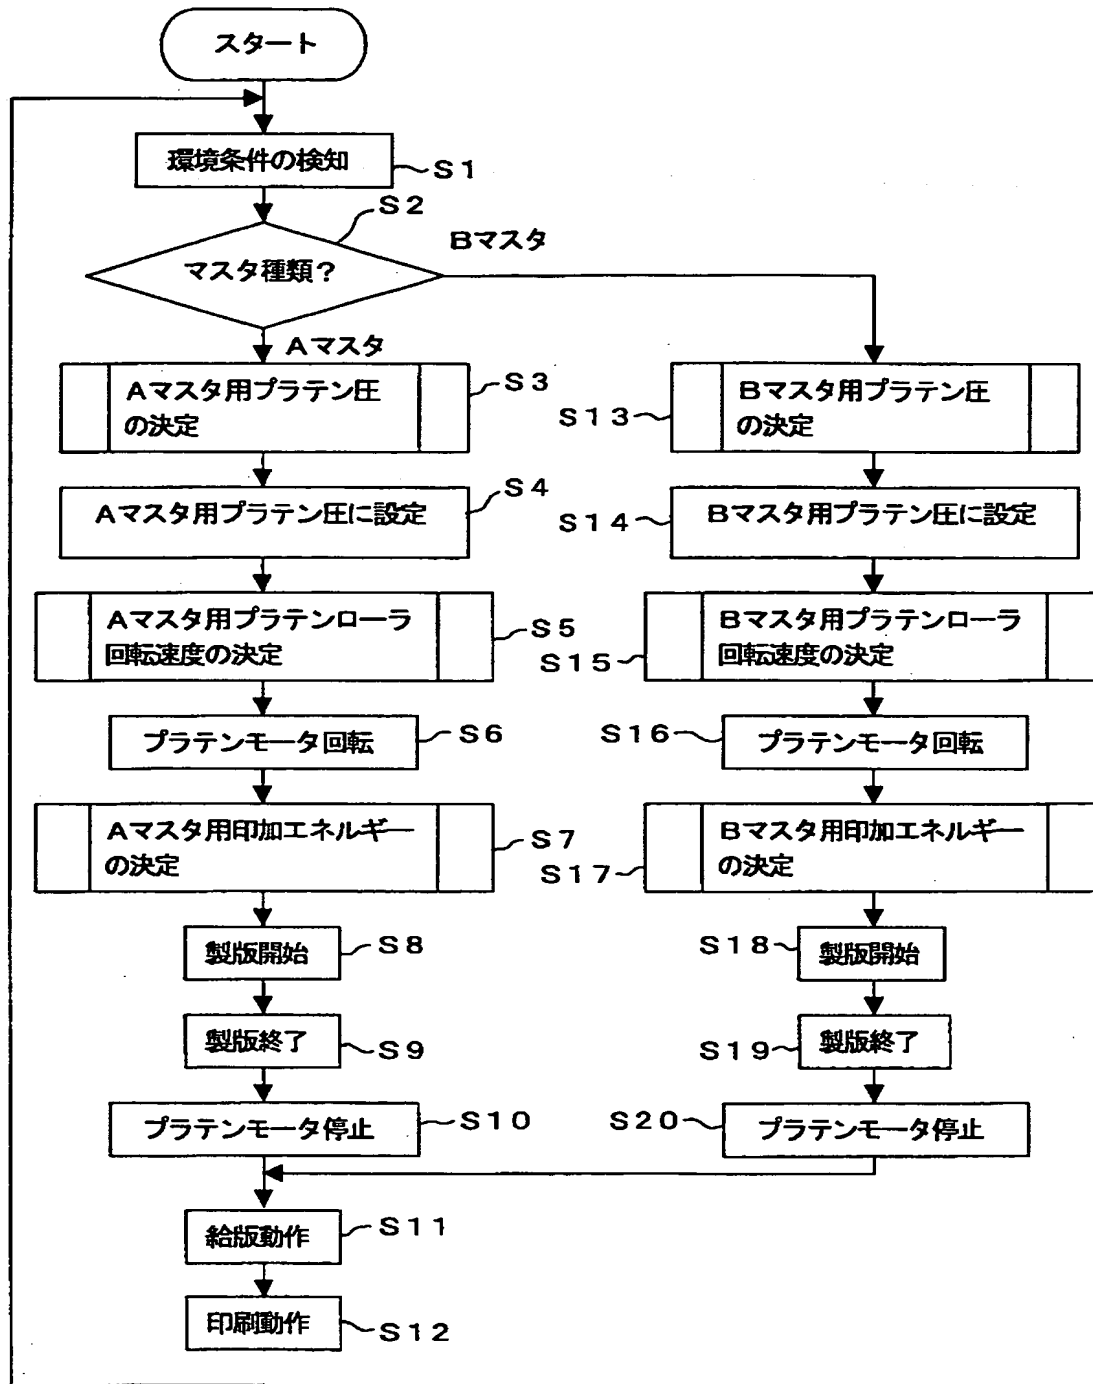 スタート
環境条件の検知
S1
S2
マスタ種類?
Bマスタ
Aマスタ
Aマスタ用プラテン圧
の決定
S3
S13
Bマスタ用プラテン圧
の決定
Aマスタ用プラテン圧に設定
S4
S14
Bマスタ用プラテン圧に設定
Aマスタ用プラテンローラ
回転速度の決定
S5
S15
Bマスタ用プラテンローラ
回転速度の決定
プラテンモータ回転
S6
S16
プラテンモータ回転
Aマスタ用印加エネルギー
の決定
S7
S17
Bマスタ用印加エネルギー
の決定
製版開始
S8
S18
製版開始
製版終了
S9
S19
製版終了
プラテンモータ停止
S10
S20
プラテンモータ停止
給版動作
S11
印刷動作
S12